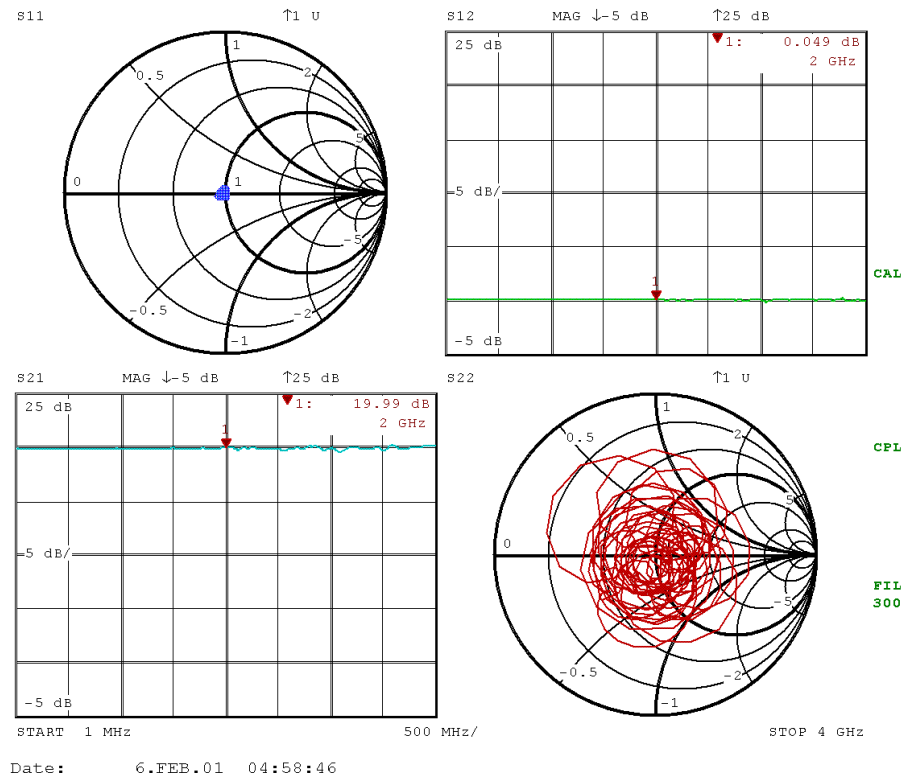 S11 ↑1 U
1
0.5
2
5
0 1
-5
-0.5
-2
-1
S12 MAG ↓-5 dB ↑25 dB
25 dB 1: 0.049 dB
2 GHz
5 dB/
1
-5 dB
CAL
S21 MAG ↓-5 dB ↑25 dB
25 dB 1: 19.99 dB
2 GHz
1
5 dB/
-5 dB
S22 ↑1 U
1
0.5
2
5
0 1
-5
-0.5
-2
-1
CPL
FIL
300
START 1 MHz 500 MHz/ STOP 4 GHz
Date: 6.FEB.01 04:58:46